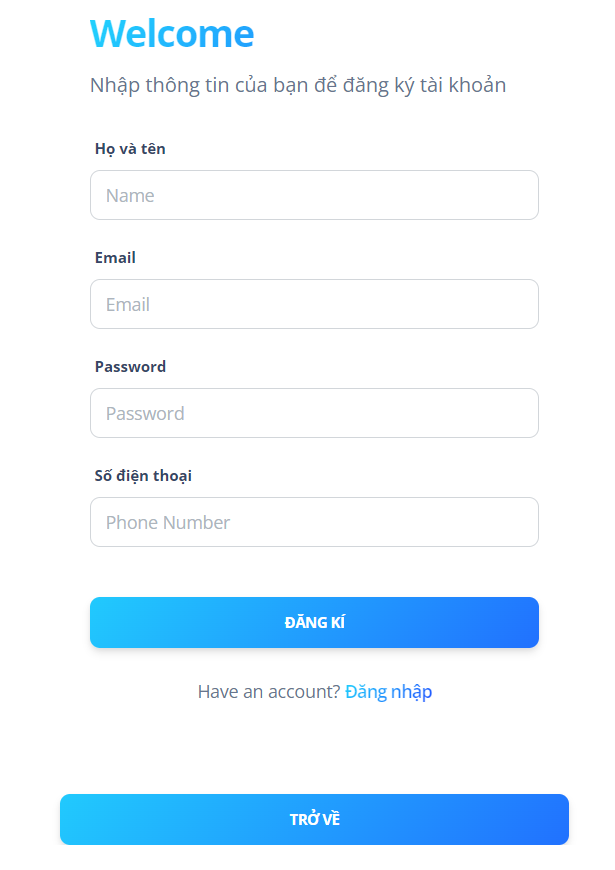 Welcome
Nhập thông tin của bạn để đăng ký tài khoản
Họ và tên
Name
Email
Email
Password
Password
Số điện thoại
Phone Number
ĐĂNG KÍ
Have an account? Đăng nhập
TRỞ VỀ